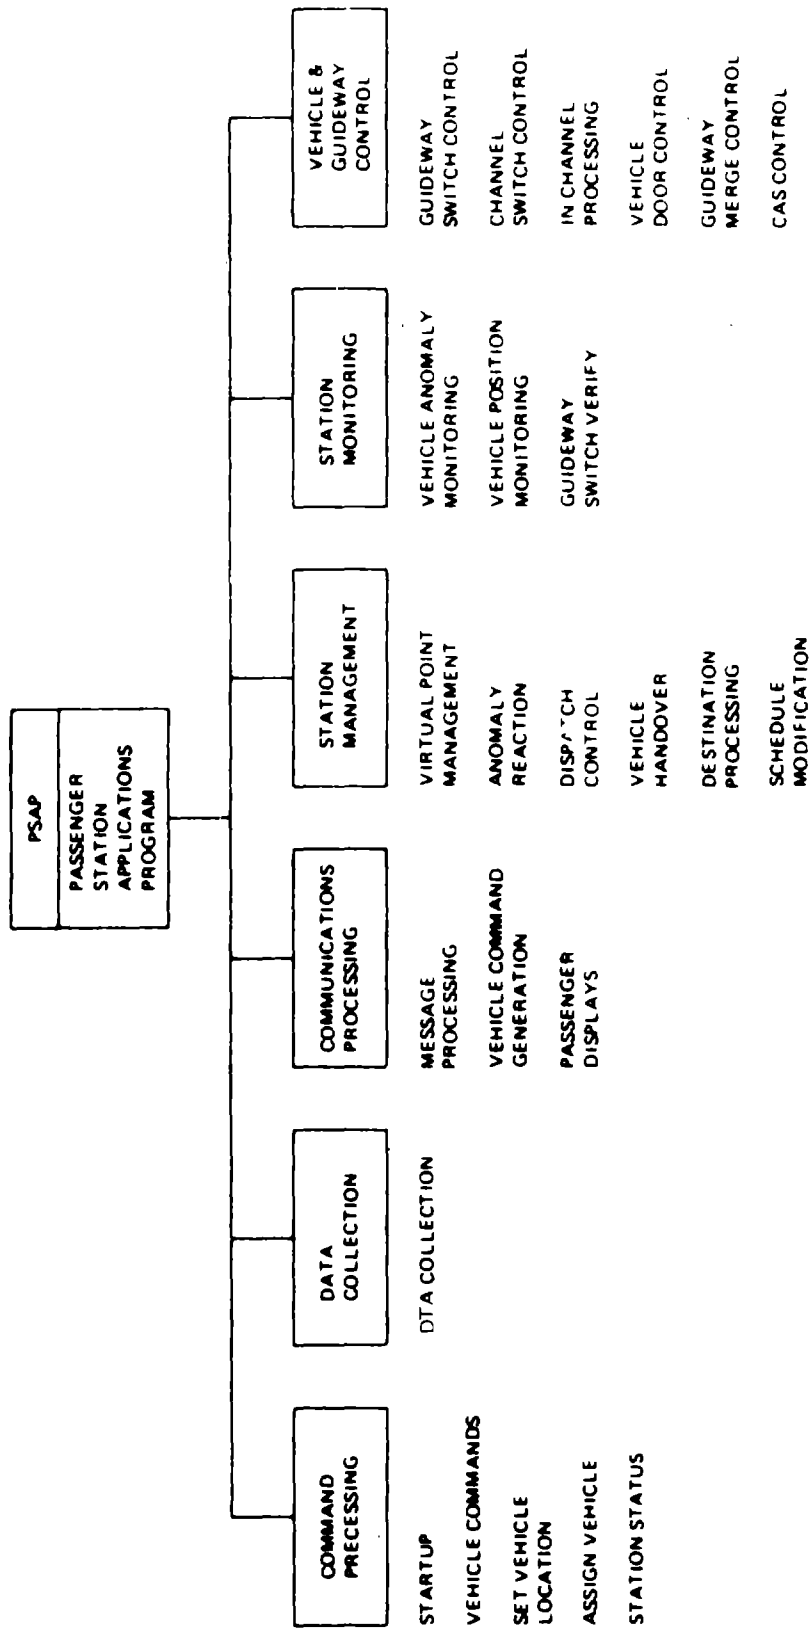 PSAP
PASSENGER
STATION
APPLICATIONS
PROGRAM
COMMAND
PRECESSING
STARTUP
VEHICLE COMMANDS
SET VEHICLE
LOCATION
ASSIGN VEHICLE
STATION STATUS
DATA
COLLECTION
DTA COLLECTION
COMMUNICATIONS
PROCESSING
MESSAGE
PROCESSING
VEHICLE COMMAND
GENERATION
PASSENGER
DISPLAYS
STATION
MANAGEMENT
VIRTUAL POINT
MANAGEMENT
ANOMALY
REACTION
DISPATCH
CONTROL
VEHICLE
HANDOVER
DESTINATION
PROCESSING
SCHEDULE
MODIFICATION
STATION
MONITORING
VEHICLE ANOMALY
MONITORING
VEHICLE POSITION
MONITORING
GUIDEWAY
SWITCH VERIFY
VEHICLE &
GUIDEWAY
CONTROL
GUIDEWAY
SWITCH CONTROL
CHANNEL
SWITCH CONTROL
IN CHANNEL
PROCESSING
VEHICLE
DOOR CONTROL
GUIDEWAY
MERGE CONTROL
CAS CONTROL